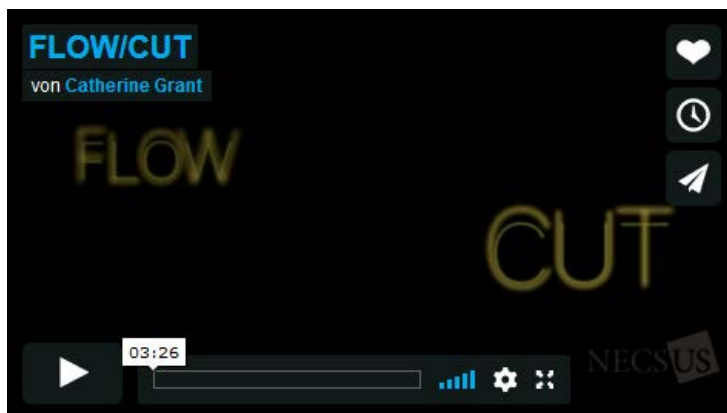 FLOW/CUT
von Catherine Grant
FLOW
CUT
03:26
NECSUS